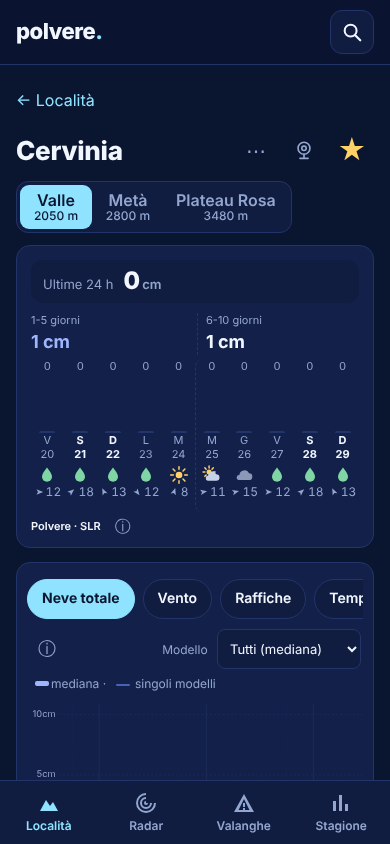 polvere.
← Località
Cervinia ...
Valle Metà Plateau Rosa
2050 m 2800 m 3480 m
Ultime 24 h 0 cm
1-5 giorni 6-10 giorni
1 cm 1 cm
0 0 0 0 0 0 0 0 0 0
V S D L M M G V S D
20 21 22 23 24 25 26 27 28 29
12 18 13 12 8 11 15 12 18 13
Polvere · SLR ⓘ
Neve totale Vento Raffiche Temp
ⓘ Modello Tutti (mediana)
mediana · singoli modelli
10cm
5cm
Località Radar Valanghe Stagione